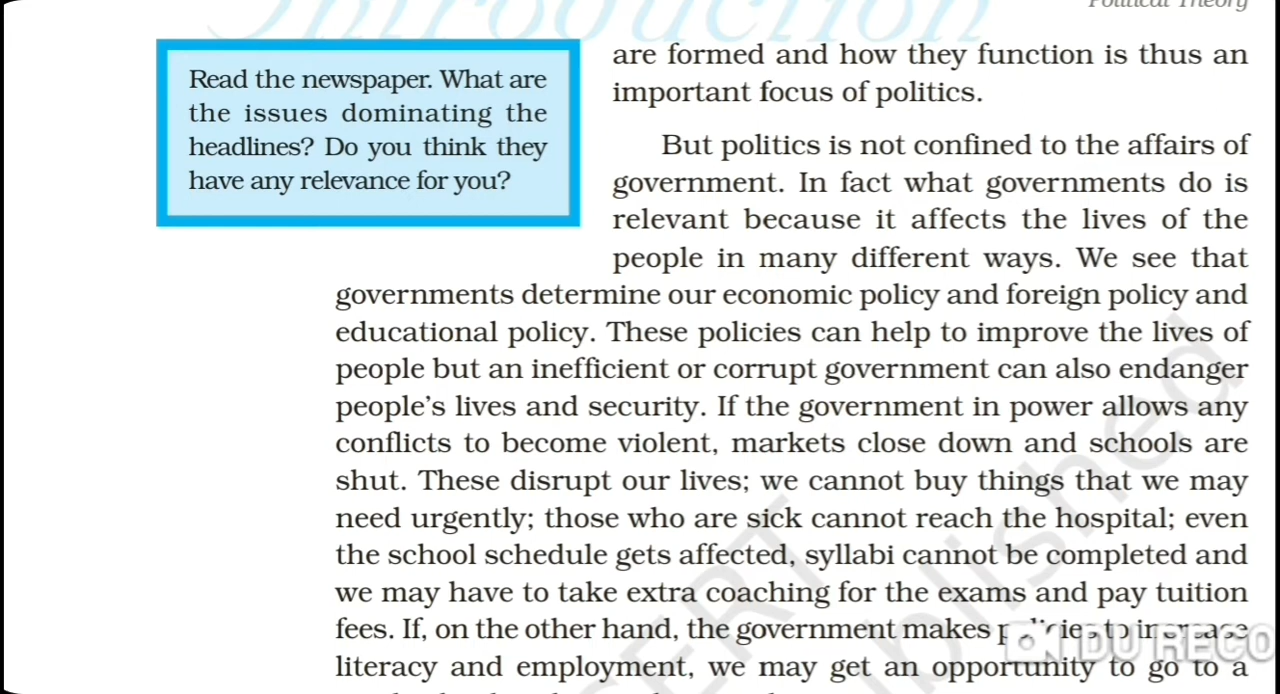 Introduction
Political Theory
Read the newspaper. What are
the issues dominating the
headlines? Do you think they
have any relevance for you?
are formed and how they function is thus an
important focus of politics.
But politics is not confined to the affairs of
government. In fact what governments do is
relevant because it affects the lives of the
people in many different ways. We see that
governments determine our economic policy and foreign policy and
educational policy. These policies can help to improve the lives of
people but an inefficient or corrupt government can also endanger
people's lives and security. If the government in power allows any
conflicts to become violent, markets close down and schools are
shut. These disrupt our lives; we cannot buy things that we may
need urgently; those who are sick cannot reach the hospital; even
the school schedule gets affected, syllabi cannot be completed and
we may have to take extra coaching for the exams and pay tuition
fees. If, on the other hand, the government makes policies to increase
literacy and employment, we may get an opportunity to go to a
DU RECO